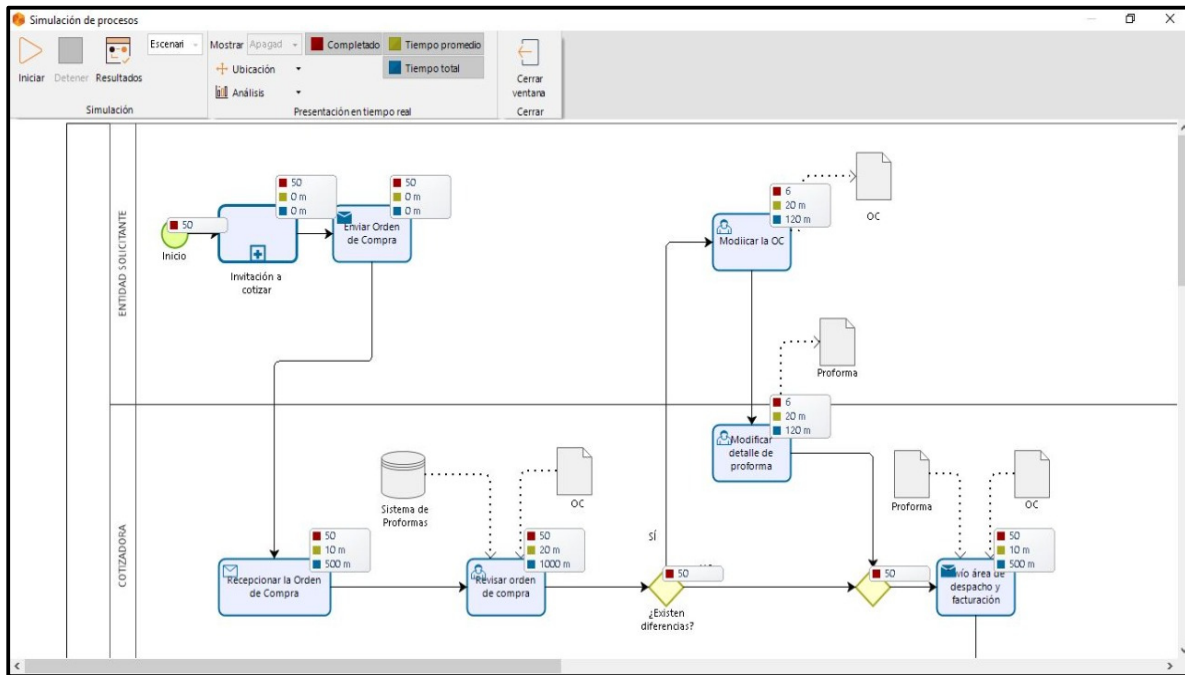 Simulación de procesos
Iniciar
Detener
Resultados
Escenari
Simulación
Mostrar
Apagad
Completado
Tiempo promedio
Ubicación
Tiempo total
Análisis
Presentación en tiempo real
Cerrar
ventana
Cerrar
ENTIDAD SOLICITANTE
50
Inicio
50
0 m
0 m
Invitación a
cotizar
50
0 m
0 m
Enviar Orden
de Compra
6
20 m
120 m
Modiicar la OC
OC
Proforma
COTIZADORA
6
20 m
120 m
Modificar
detalle de
proforma
Sistema de
Proformas
OC
Proforma
OC
50
10 m
500 m
Recepcionar la Orden
de Compra
50
20 m
1000 m
Revisar orden
de compra
SÍ
50
¿Existen
diferencias?
50
50
10 m
500 m
Envío área de
despacho y
facturación